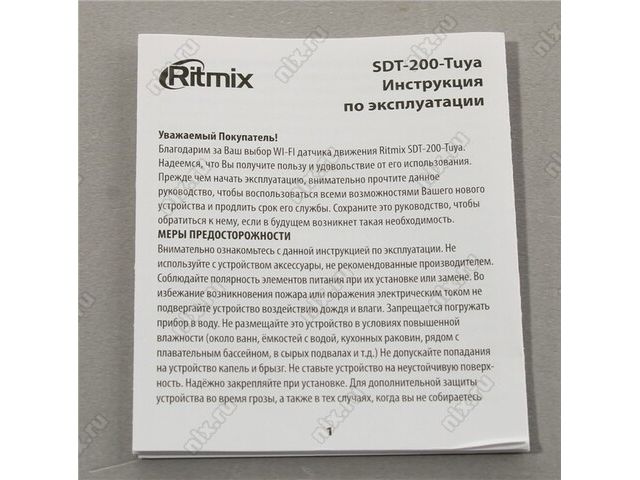 Ritmix
SDT-200-Tuya
Инструкция
по эксплуатации
Уважаемый Покупатель!
Благодарим за Ваш выбор WI-FI датчика движения Ritmix SDT-200-Tuya.
Надеемся, что Вы получите пользу и удовольствие от его использования.
Прежде чем начать эксплуатацию, внимательно прочтите данное
руководство, чтобы воспользоваться всеми возможностями Вашего нового
устройства и продлить срок его службы. Сохраните это руководство, чтобы
обратиться к нему, если в будущем возникнет такая необходимость.
МЕРЫ ПРЕДОСТОРОЖНОСТИ
Внимательно ознакомьтесь с данной инструкцией по эксплуатации. Не
используйте с устройством аксессуары, не рекомендованные производителем.
Соблюдайте полярность элементов питания при их установке или замене. Во
избежание возникновения пожара или поражения электрическим током не
подвергайте устройство воздействию дождя и влаги. Запрещается погружать
прибор в воду. Не размещайте это устройство в условиях повышенной
влажности (около ванн, ёмкостей с водой, кухонных раковин, рядом с
плавательным бассейном, в сырых подвалах и т.д.) Не допускайте попадания
на устройство капель и брызг. Не ставьте устройство на неустойчивую поверх-
ность. Надёжно закрепляйте при установке. Для дополнительной защиты
устройства во время грозы, а также в тех случаях, когда вы не собираетесь
1
nlx.ru